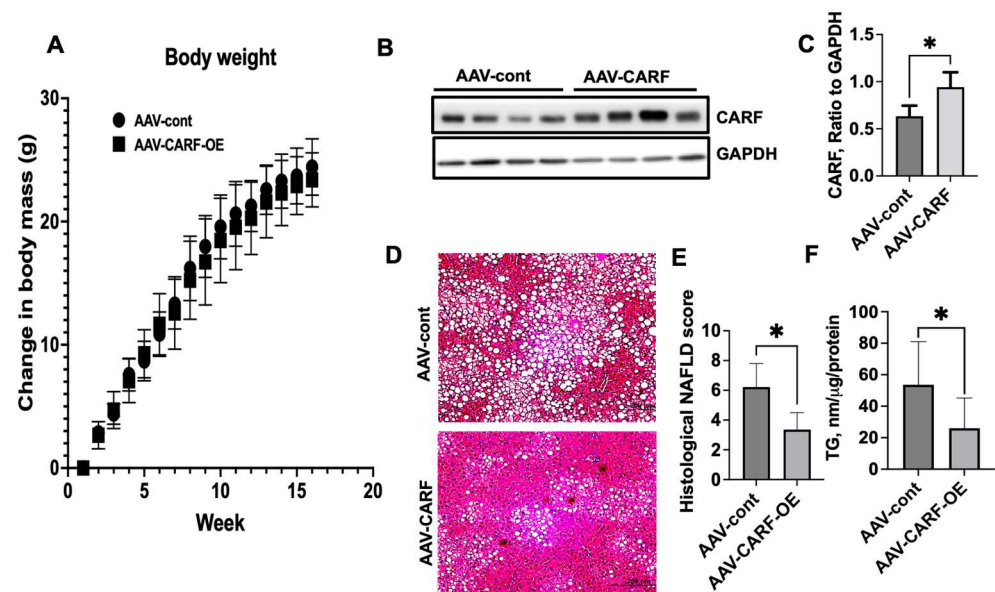 A
Body weight
Change in body mass (g)
30
20
10
0
AAV-cont
AAV-CARF-OE
0
5
10
15
20
Week
B
AAV-cont
AAV-CARF
CARF
GAPDH
C
CARF, Ratio to GAPDH
1.5
1.0
0.5
0.0
*
AAV-cont
AAV-CARF
D
AAV-cont
AAV-CARF
E
Histological NAFLD score
10
8
6
4
2
0
*
AAV-cont
AAV-CARF-OE
F
TG, nm/µg/protein
100
80
60
40
20
0
*
AAV-cont
AAV-CARF-OE